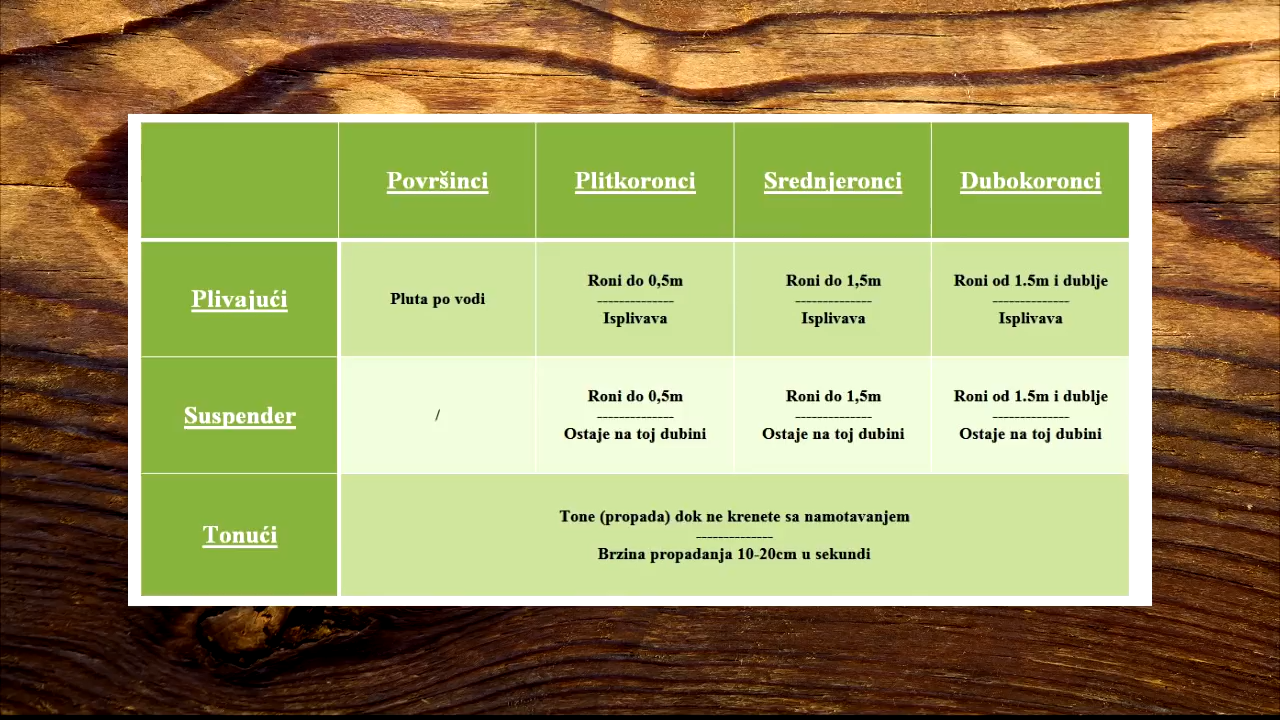 Površinci Plitkoronci Srednjeronci Dubokoronci
Plivajući
Pluta po vodi
Roni do 0,5m
--------------
Isplivava
Roni do 1,5m
--------------
Isplivava
Roni od 1.5m i dublje
--------------
Isplivava
Suspender
/
Roni do 0,5m
--------------
Ostaje na toj dubini
Roni do 1,5m
--------------
Ostaje na toj dubini
Roni od 1.5m i dublje
--------------
Ostaje na toj dubini
Tonući
Tone (propada) dok ne krenete sa namotavanjem
--------------
Brzina propadanja 10-20cm u sekundi